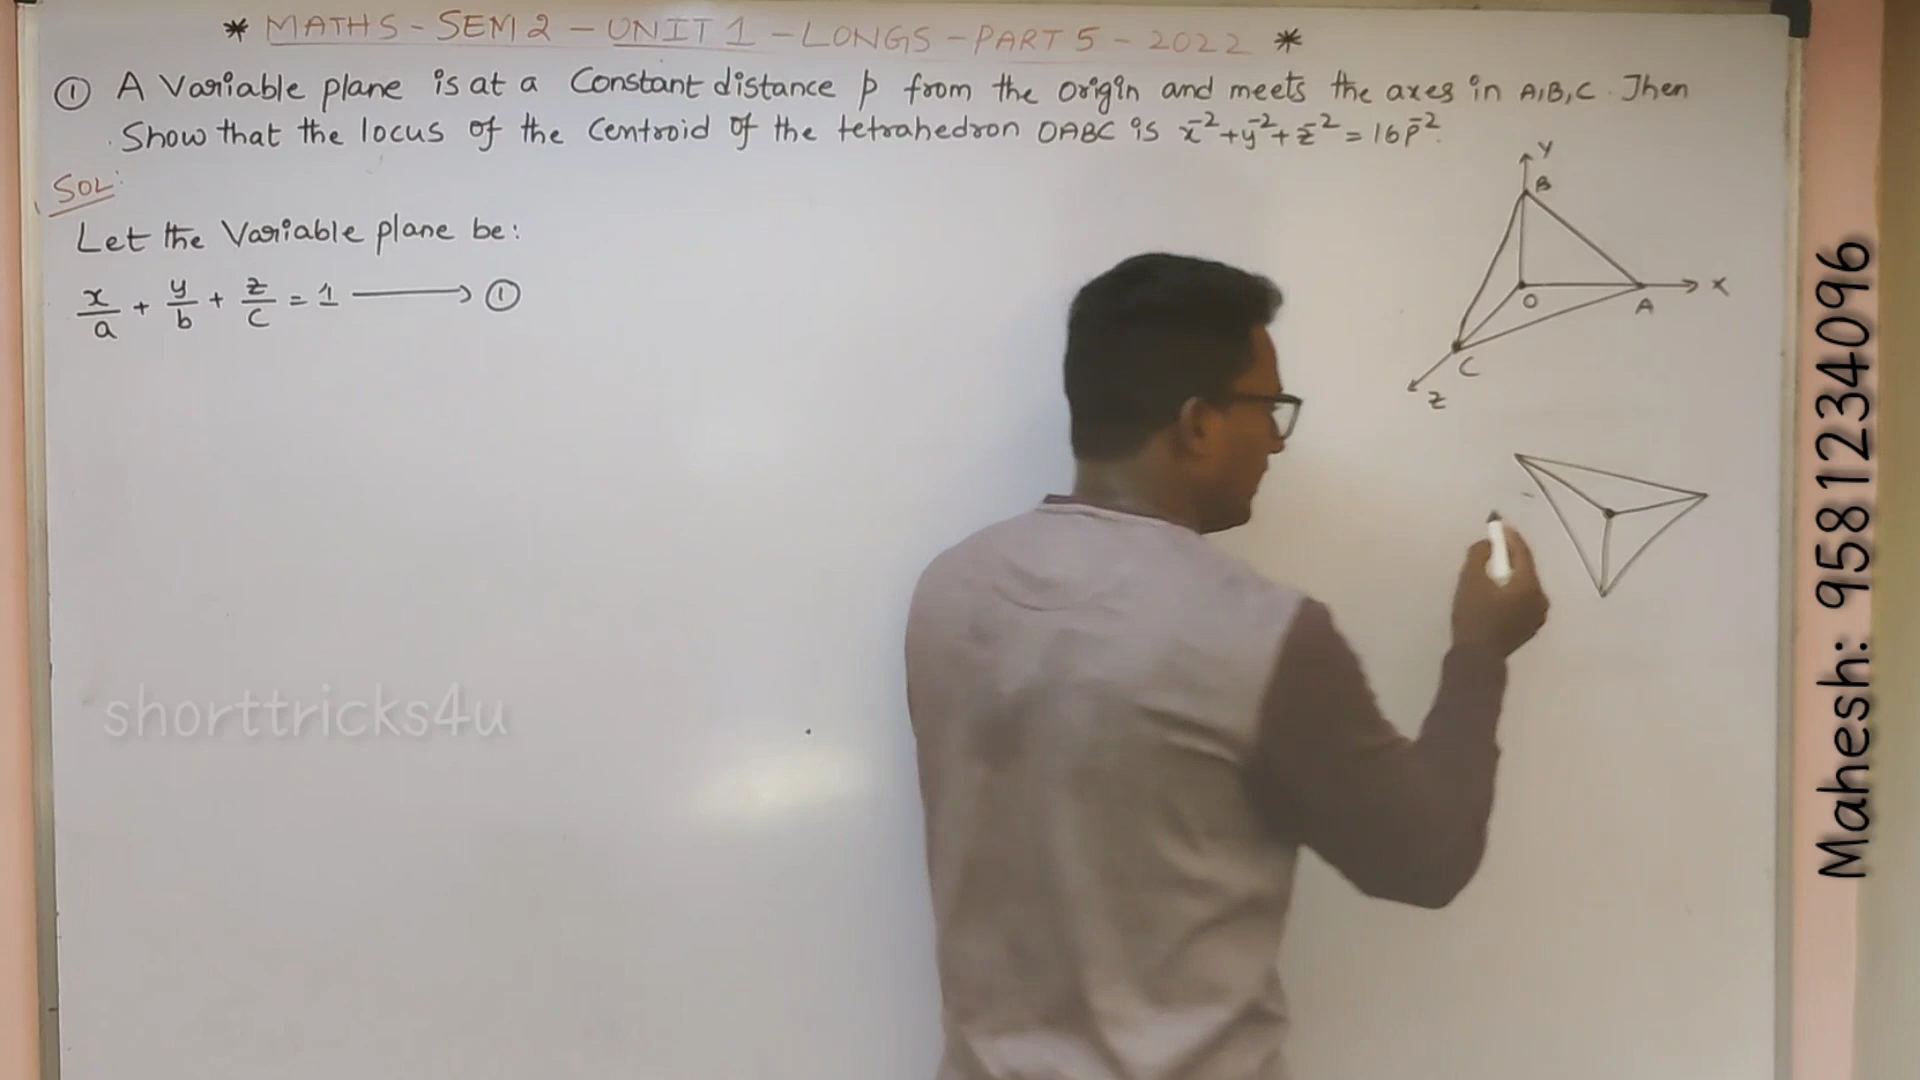 * MATHS - SEM 2 - UNIT 1 - LONGS - PART 5 - 2022 *
① A Variable plane is at a Constant distance p from the origin and meets the axes in A,B,C. Then
Show that the locus of the Centroid of the tetrahedron OABC is x⁻²+y⁻²+z⁻² = 16p⁻².
SOL:
Let the Variable plane be:
x/a + y/b + z/c = 1 ⟶ ①
Y
B
O
A
X
C
Z
shorttricks4u
Mahesh: 9581234096